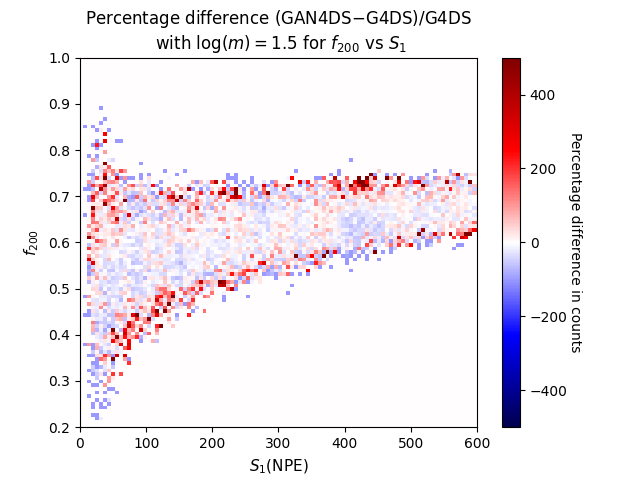 Percentage difference (GAN4DS−G4DS)/G4DS
with log(m) = 1.5 for f₂₀₀ vs S₁
1.0
0.9
0.8
0.7
0.6
0.5
0.4
0.3
0.2
f₂₀₀
0 100 200 300 400 500 600
S₁(NPE)
400
200
0
−200
−400
Percentage difference in counts